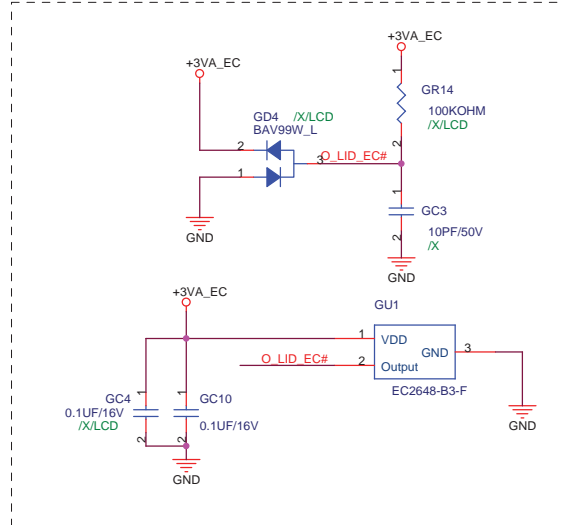 +3VA_EC
+3VA_EC
1
GR14
100KOHM
/X/LCD
2
GD4 /X/LCD
BAV99W_L
2
3
O_LID_EC#
1
GND
1
GC3
10PF/50V
/X
2
GND
+3VA_EC
GU1
1
VDD
GND
3
O_LID_EC#
2
Output
EC2648-B3-F
1
GC4
0.1UF/16V
/X/LCD
2
1
GC10
0.1UF/16V
2
GND
GND